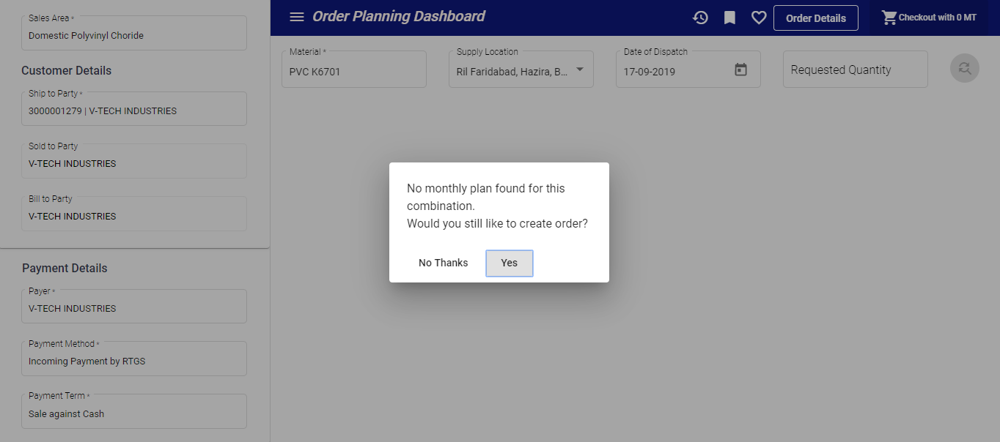 Sales Area *
Domestic Polyvinyl Choride
Customer Details
Ship to Party *
3000001279 | V-TECH INDUSTRIES
Sold to Party
V-TECH INDUSTRIES
Bill to Party
V-TECH INDUSTRIES
Payment Details
Payer *
V-TECH INDUSTRIES
Payment Method *
Incoming Payment by RTGS
Payment Term *
Sale against Cash
Order Planning Dashboard
Order Details
Checkout with 0 MT
Material *
PVC K6701
Supply Location
Ril Faridabad, Hazira, B...
Date of Dispatch
17-09-2019
Requested Quantity
No monthly plan found for this
combination.
Would you still like to create order?
No Thanks
Yes